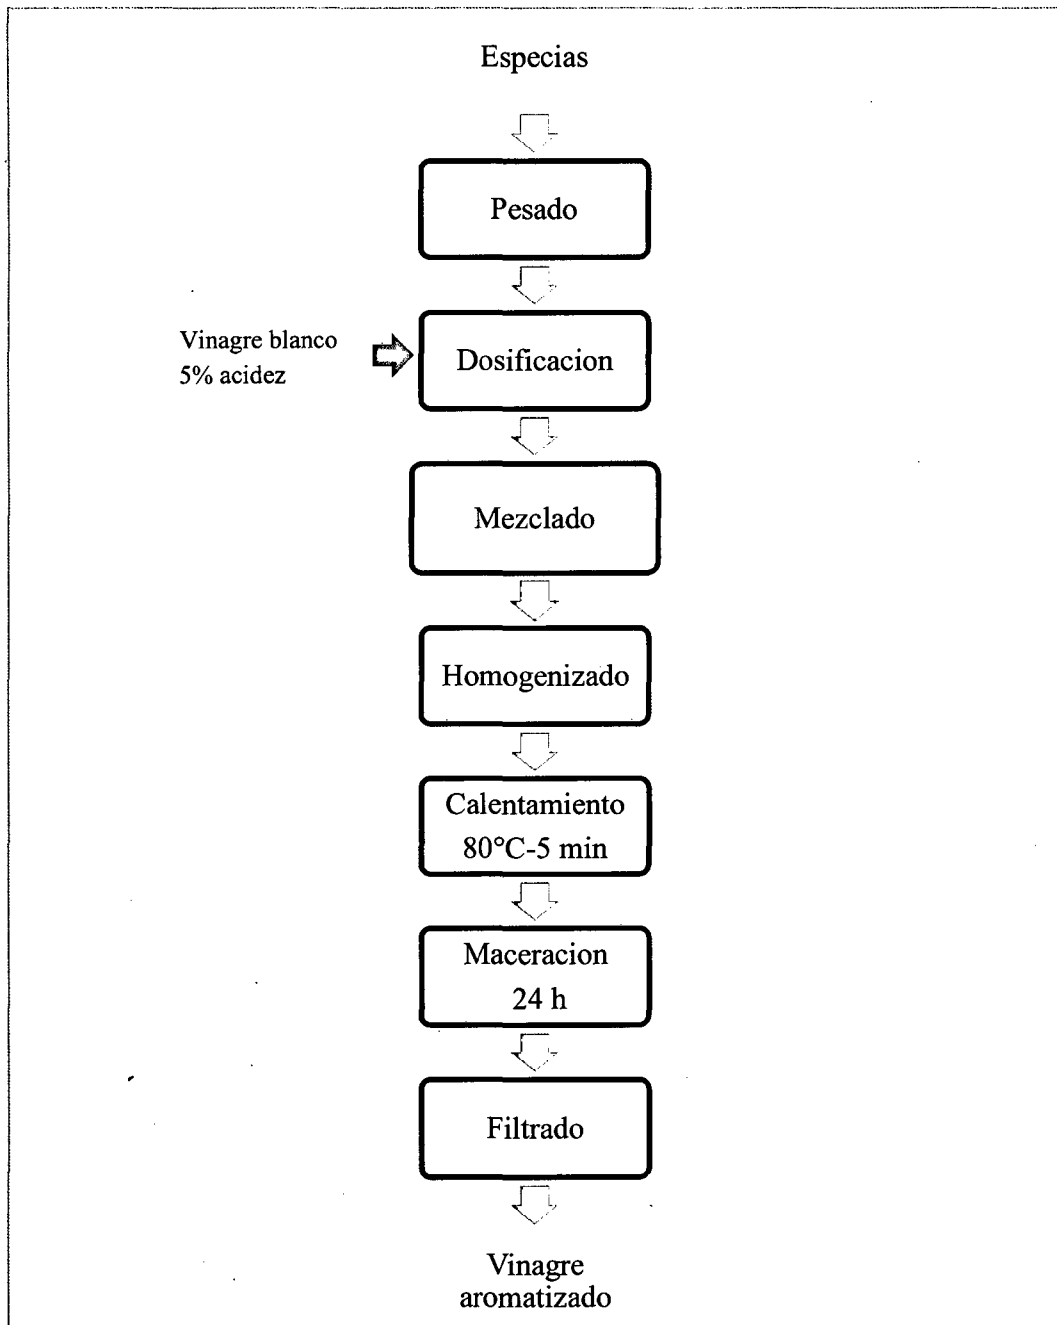 Especias
Pesado
Vinagre blanco
5% acidez
Dosificacion
Mezclado
Homogenizado
Calentamiento
80°C-5 min
Maceracion
24 h
Filtrado
Vinagre
aromatizado